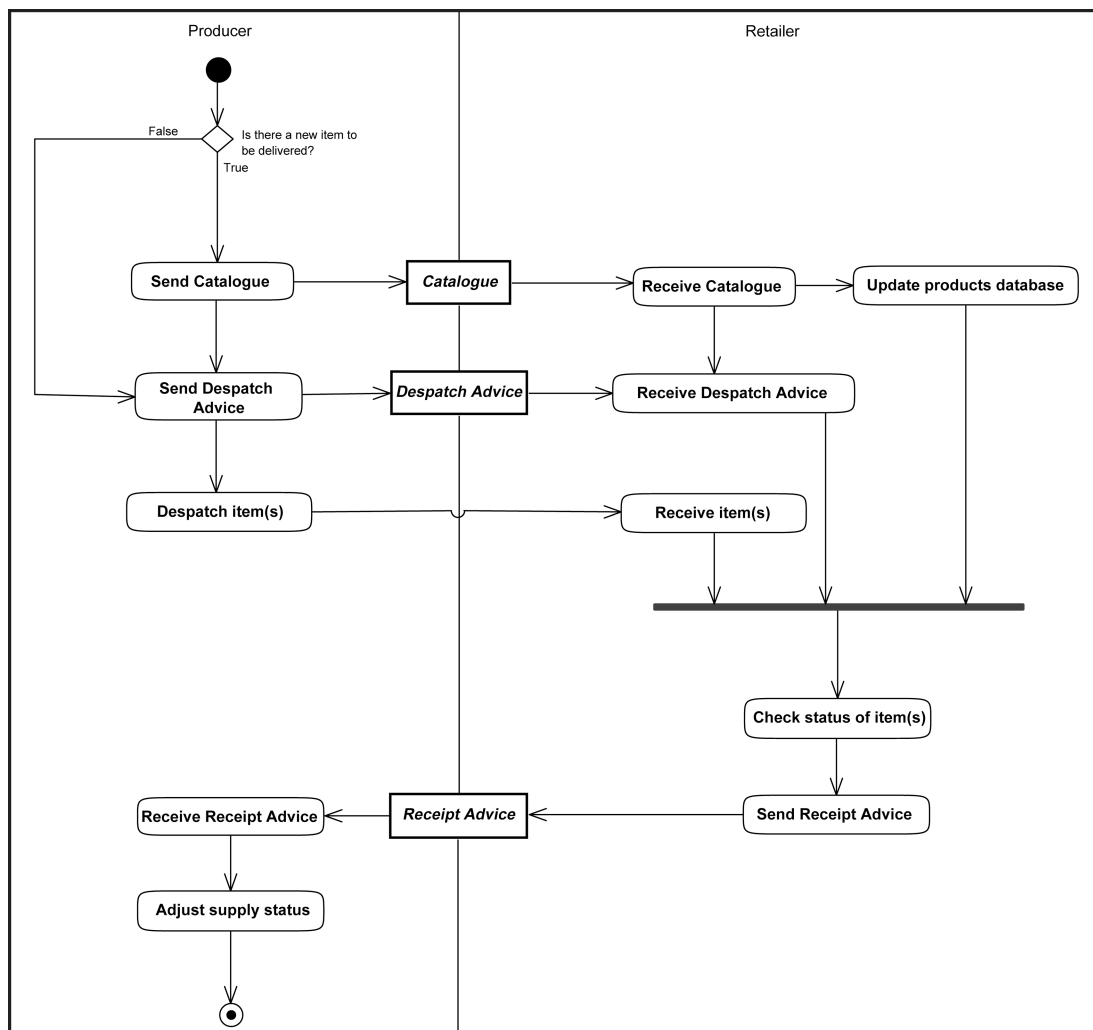 Producer
Retailer
False
Is there a new item to
be delivered?
True
Send Catalogue
Catalogue
Receive Catalogue
Update products database
Send Despatch
Advice
Despatch Advice
Receive Despatch Advice
Despatch item(s)
Receive item(s)
Check status of item(s)
Receive Receipt Advice
Receipt Advice
Send Receipt Advice
Adjust supply status